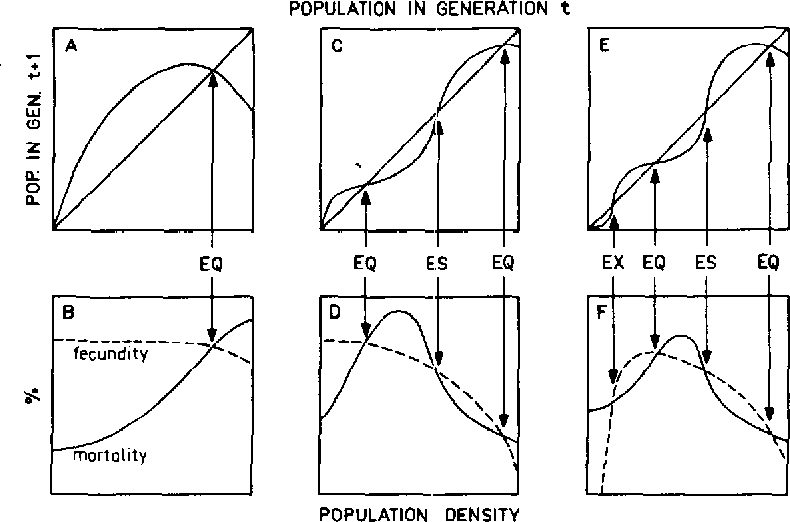 POPULATION IN GENERATION t
POP. IN GEN. t+1
A
C
E
EQ
EQ
ES
EQ
EX
EQ
ES
EQ
%
B
fecundity
mortality
D
F
POPULATION DENSITY